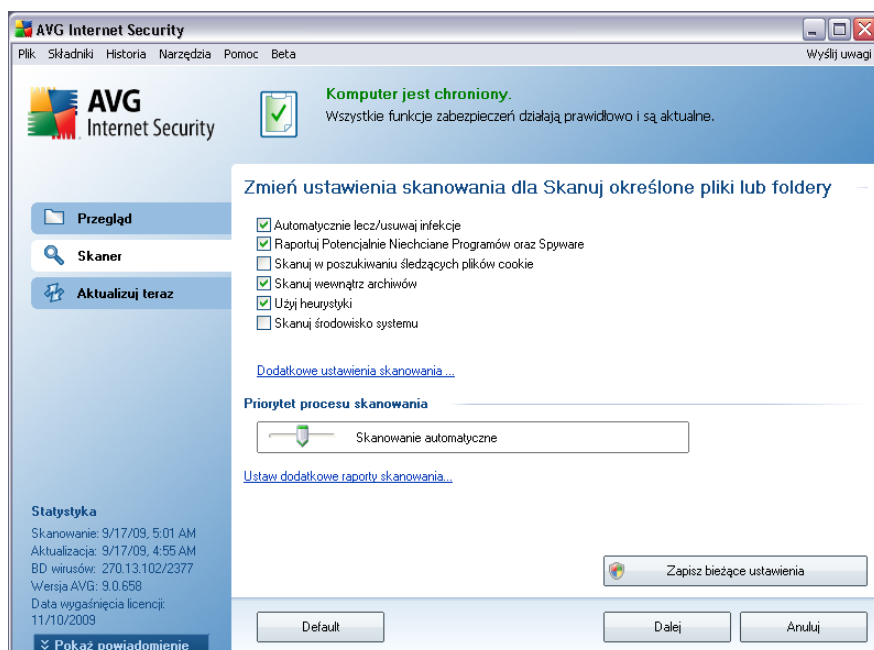 AVG Internet Security
Plik Składniki Historia Narzędzia Pomoc Beta Wyślij uwagi
AVG
Internet Security
Komputer jest chroniony.
Wszystkie funkcje zabezpieczeń działają prawidłowo i są aktualne.
Przegląd
Skaner
Aktualizuj teraz
Zmień ustawienia skanowania dla Skanuj określone pliki lub foldery
Automatycznie lecz/usuwaj infekcje
Raportuj Potencjalnie Niechciane Programów oraz Spyware
Skanuj w poszukiwaniu śledzących plików cookie
Skanuj wewnątrz archiwów
Użyj heurystyki
Skanuj środowisko systemu
Dodatkowe ustawienia skanowania ...
Priorytet procesu skanowania
Skanowanie automatyczne
Ustaw dodatkowe raporty skanowania...
Statystyka
Skanowanie: 9/17/09, 5:01 AM
Aktualizacja: 9/17/09, 4:55 AM
BD wirusów: 270.13.102/2377
Wersja AVG: 9.0.658
Data wygaśnięcia licencji:
11/10/2009
Pokaż powiadomienie
Zapisz bieżące ustawienia
Default
Dalej
Anuluj